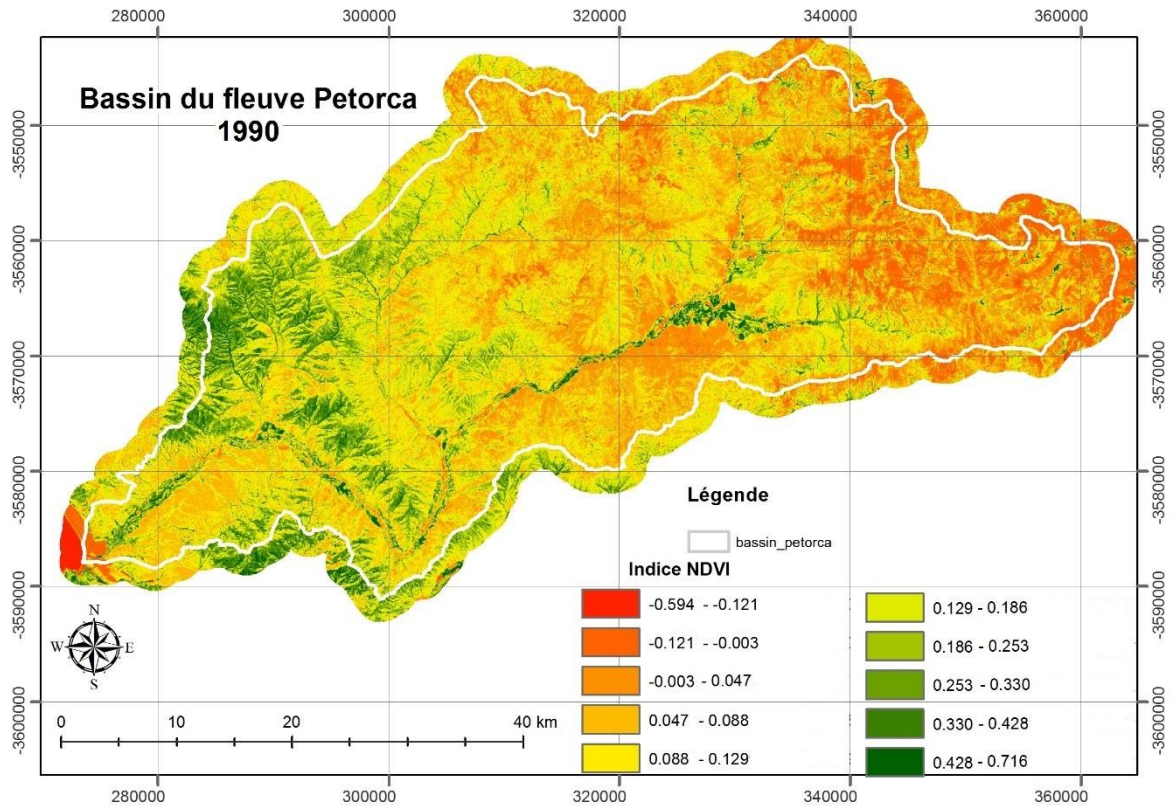 280000 300000 320000 340000 360000
Bassin du fleuve Petorca
1990
-3550000 -3550000
-3560000 -3560000
-3570000 -3570000
-3580000 -3580000
Légende
bassin_petorca
Indice NDVI
-3590000 -3590000
-0.594 - -0.121
-0.121 - -0.003
-0.003 - 0.047
0.047 - 0.088
0.088 - 0.129
0.129 - 0.186
0.186 - 0.253
0.253 - 0.330
0.330 - 0.428
0.428 - 0.716
N
W E
S
-3600000 -3600000
0 10 20 40 km
280000 300000 320000 340000 360000